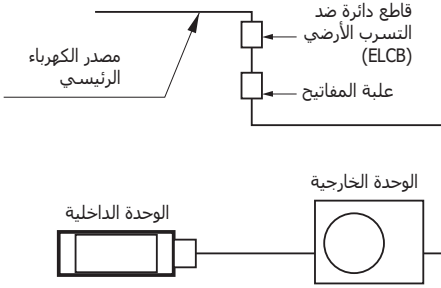 قاطع دائرة ضد
التسرب الأرضي
(ELCB)
مصدر الكهرباء
الرئيسي
علبة المفاتيح
الوحدة الخارجية
الوحدة الداخلية